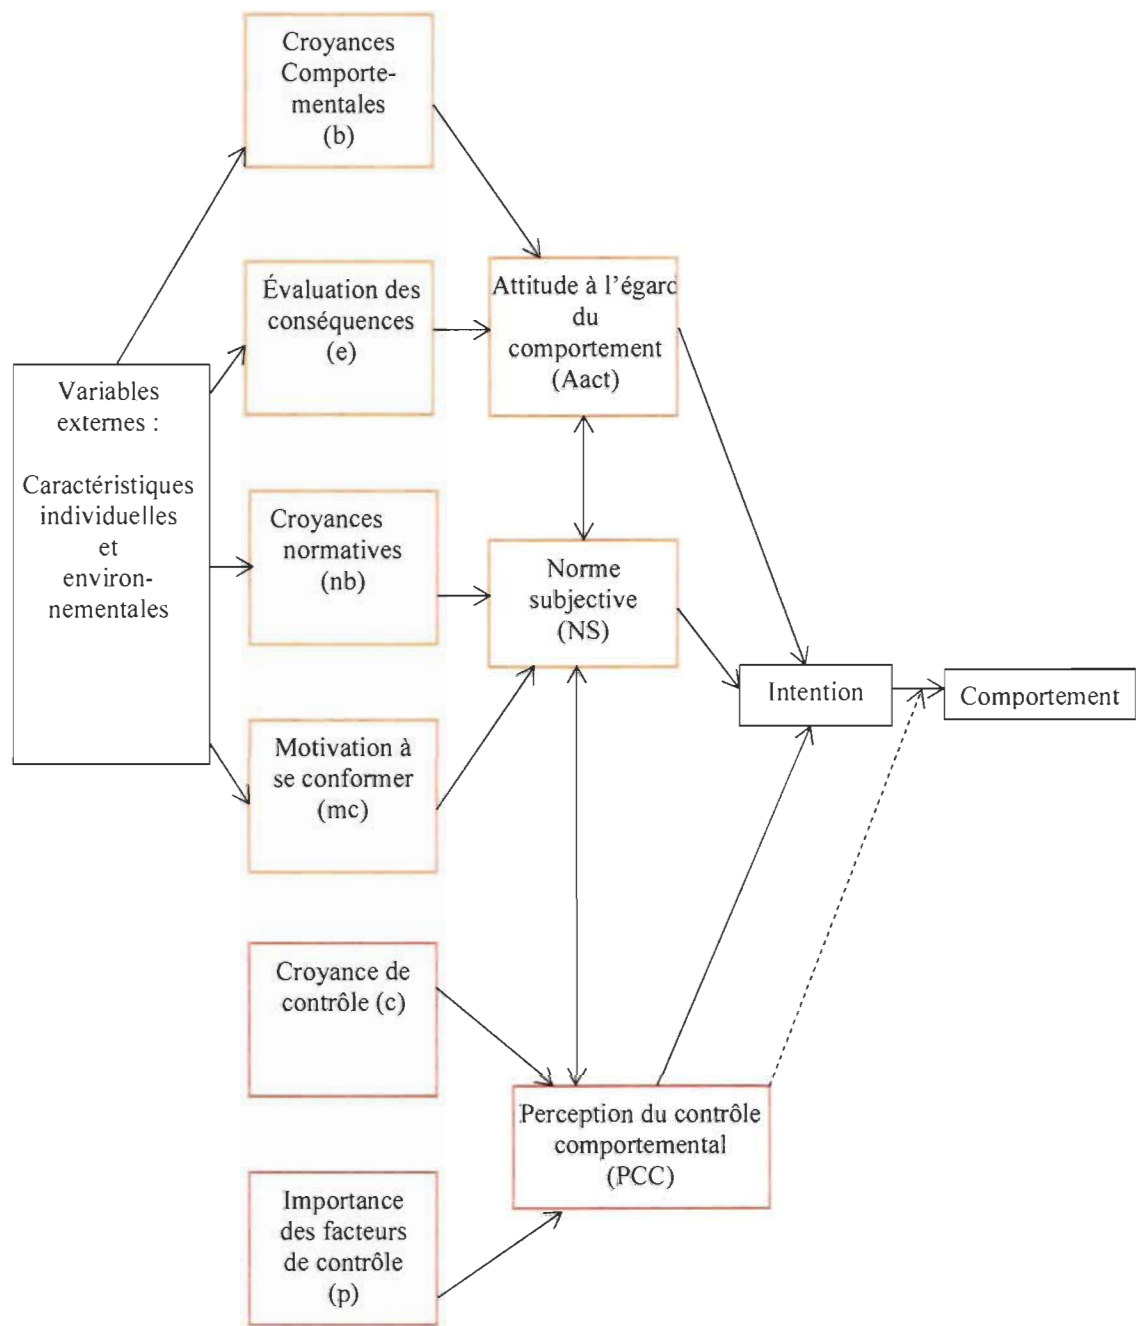 Croyances
Comporte-
mentales
(b)
Évaluation des
conséquences
(e)
Attitude à l'égard
du
comportement
(Aact)
Variables
externes :
Caractéristiques
individuelles
et
environ-
nementales
Croyances
normatives
(nb)
Norme
subjective
(NS)
Intention
Comportement
Motivation à
se conformer
(mc)
Croyance de
contrôle (c)
Perception du contrôle
comportemental
(PCC)
Importance
des facteurs
de contrôle
(p)